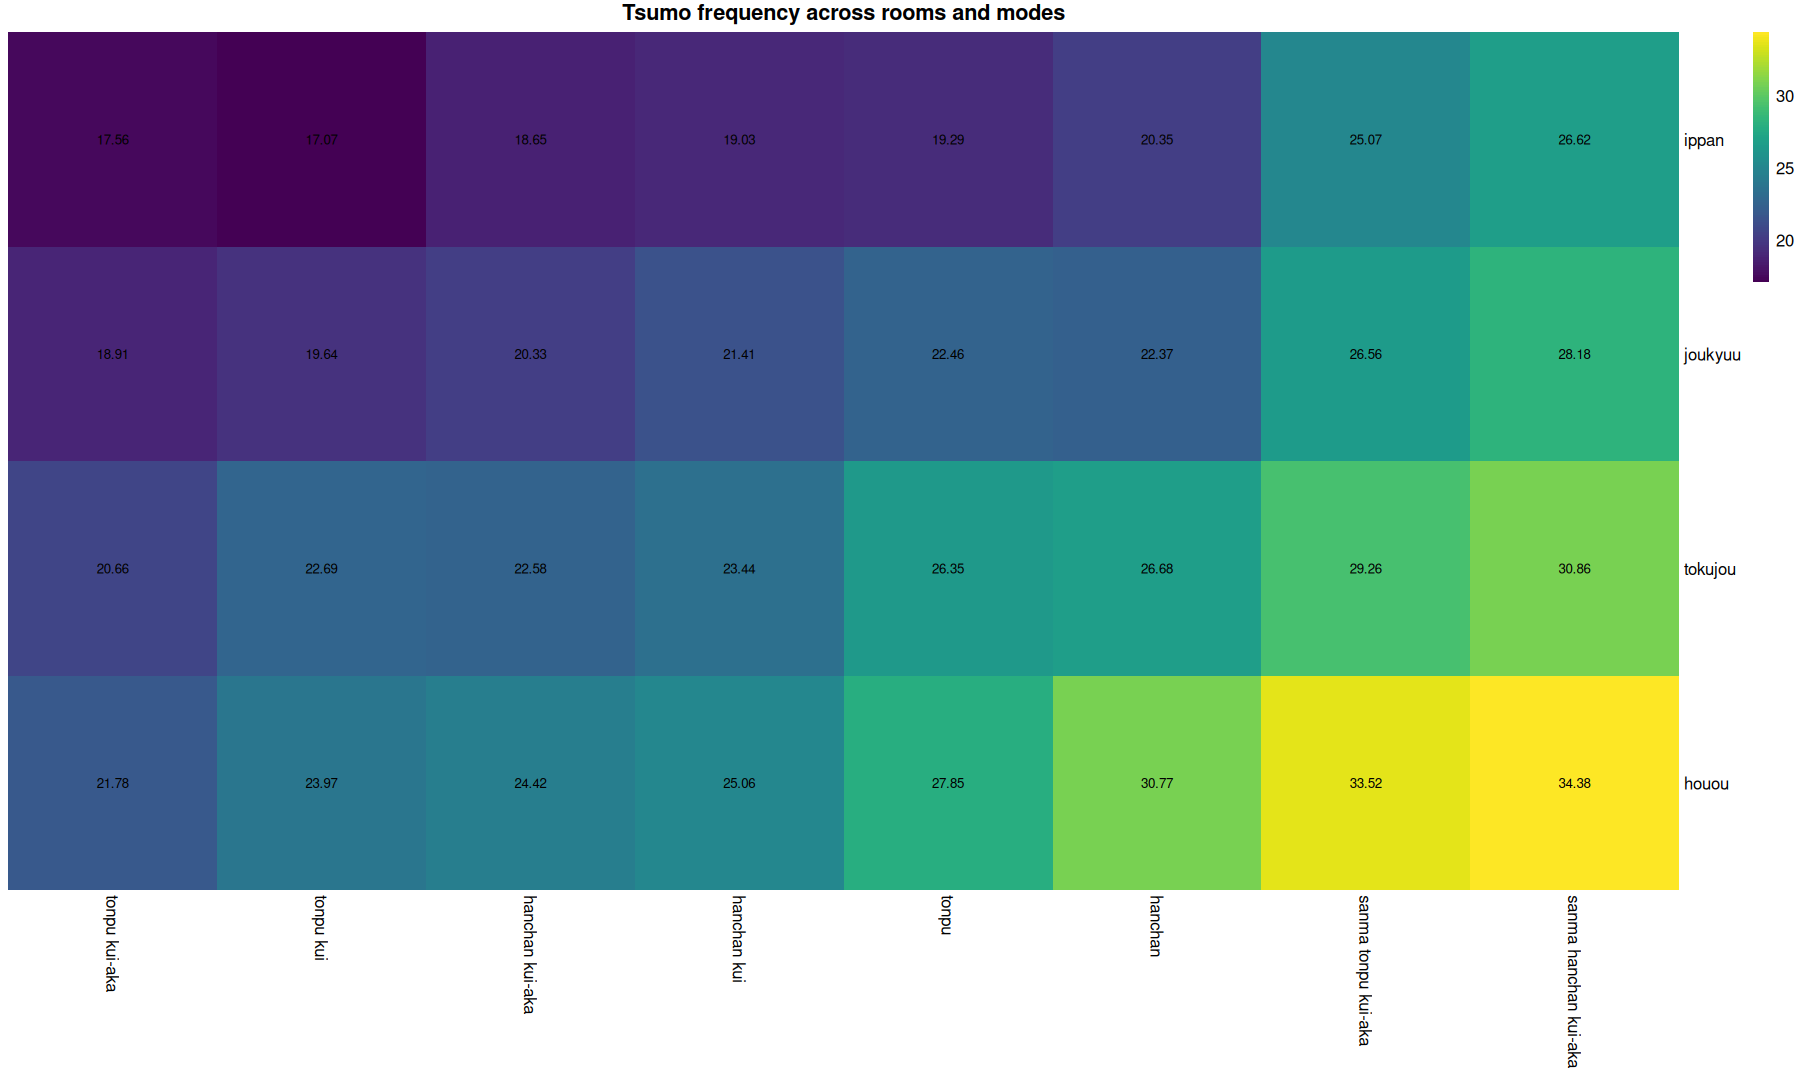 Tsumo frequency across rooms and modes
17.56 17.07 18.65 19.03 19.29 20.35 25.07 26.62 ippan
18.91 19.64 20.33 21.41 22.46 22.37 26.56 28.18 joukyuu
20.66 22.69 22.58 23.44 26.35 26.68 29.26 30.86 tokujou
21.78 23.97 24.42 25.06 27.85 30.77 33.52 34.38 houou
tonpu kui-aka
tonpu kui
hanchan kui-aka
hanchan kui
tonpu
hanchan
sanma tonpu kui-aka
sanma hanchan kui-aka
30
25
20